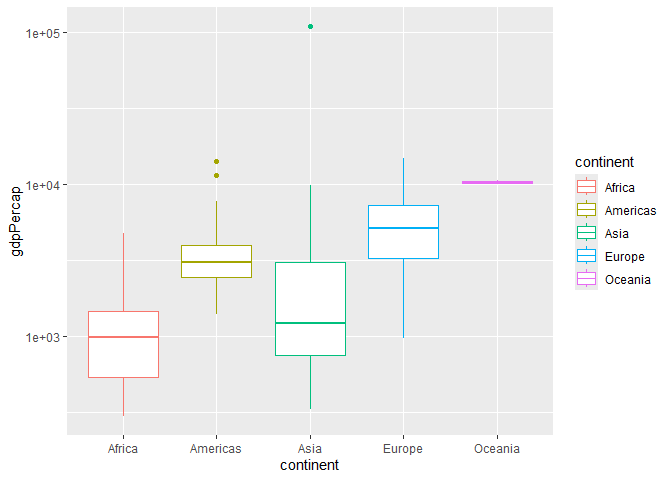 1e+05
1e+04
1e+03
gdpPercap
Africa
Americas
Asia
Europe
Oceania
continent
continent
Africa
Americas
Asia
Europe
Oceania